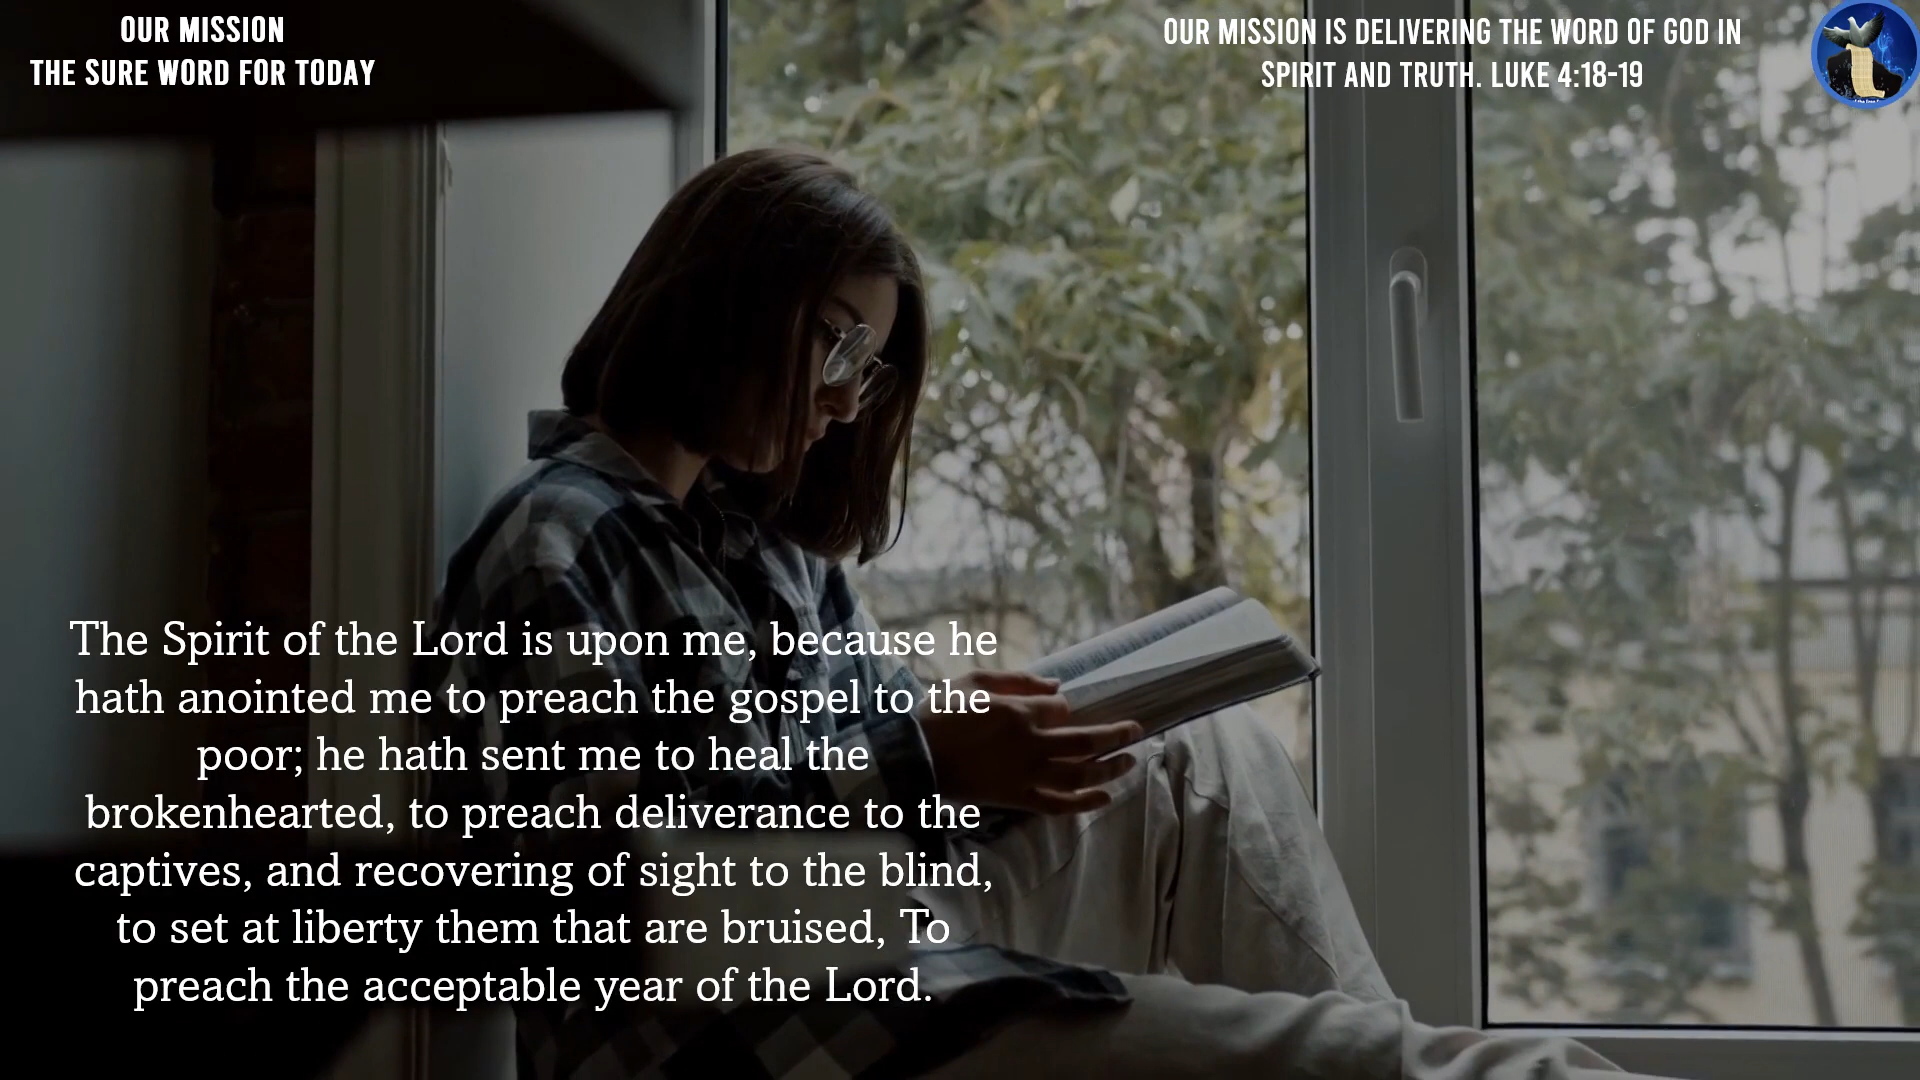 OUR MISSION
THE SURE WORD FOR TODAY
OUR MISSION IS DELIVERING THE WORD OF GOD IN
SPIRIT AND TRUTH. LUKE 4:18-19
The Spirit of the Lord is upon me, because he
hath anointed me to preach the gospel to the
poor; he hath sent me to heal the
brokenhearted, to preach deliverance to the
captives, and recovering of sight to the blind,
to set at liberty them that are bruised, To
preach the acceptable year of the Lord.